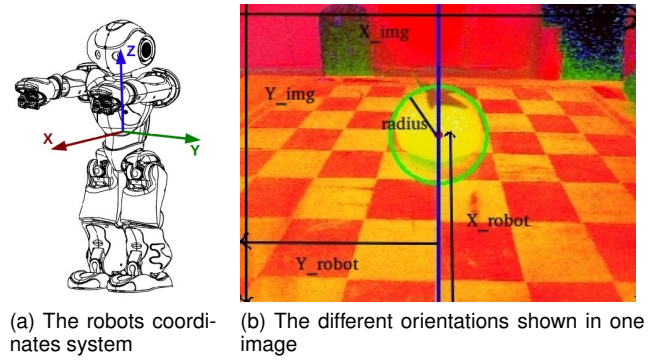 Z
X
Y
X_img
Y_img
radius
X_robot
Y_robot
(a) The robots coordi-
nates system
(b) The different orientations shown in one
image